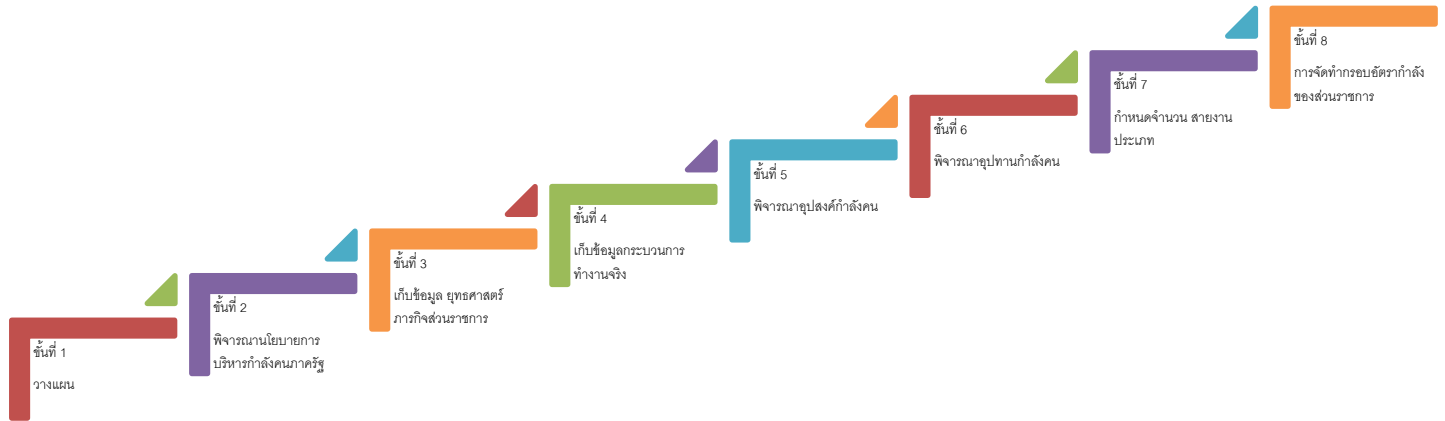 ขั้นที่ 1
วางแผน
ขั้นที่ 2
พิจารณานโยบายการ
บริหารกำลังคนภาครัฐ
ขั้นที่ 3
เก็บข้อมูล ยุทธศาสตร์
ภารกิจส่วนราชการ
ขั้นที่ 4
เก็บข้อมูลกระบวนการ
ทำงานจริง
ขั้นที่ 5
พิจารณาอุปสงค์กำลังคน
ขั้นที่ 6
พิจารณาอุปทานกำลังคน
ขั้นที่ 7
กำหนดจำนวน สายงาน
ประเภท
ขั้นที่ 8
การจัดทำกรอบอัตรากำลัง
ของส่วนราชการ